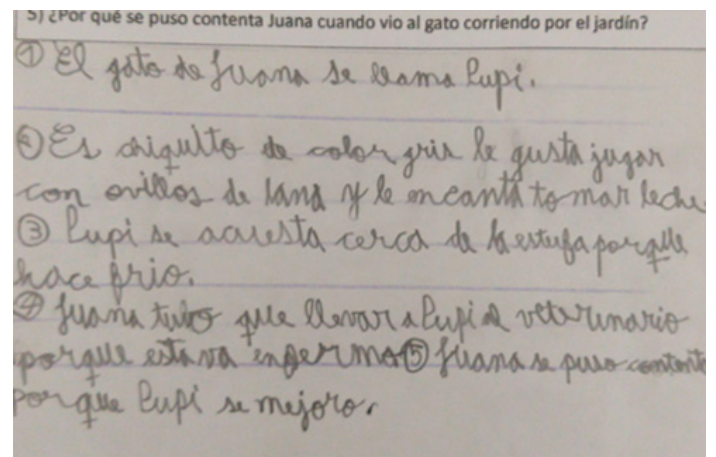 5) ¿Por qué se puso contenta Juana cuando vio al gato corriendo por el jardín?
① El gato de Juana se llama Lupi.
② Es chiquito de color gris le gusta jugar
con ovillos de lana y le encanta tomar leche
③ Lupi se acuesta cerca de la estufa porque
hace frio.
④ Juana tubo que llevar a Lupi al veterinario
porque estava enfermo ⑤ Juana se puso contenta
porque Lupi se mejoro.